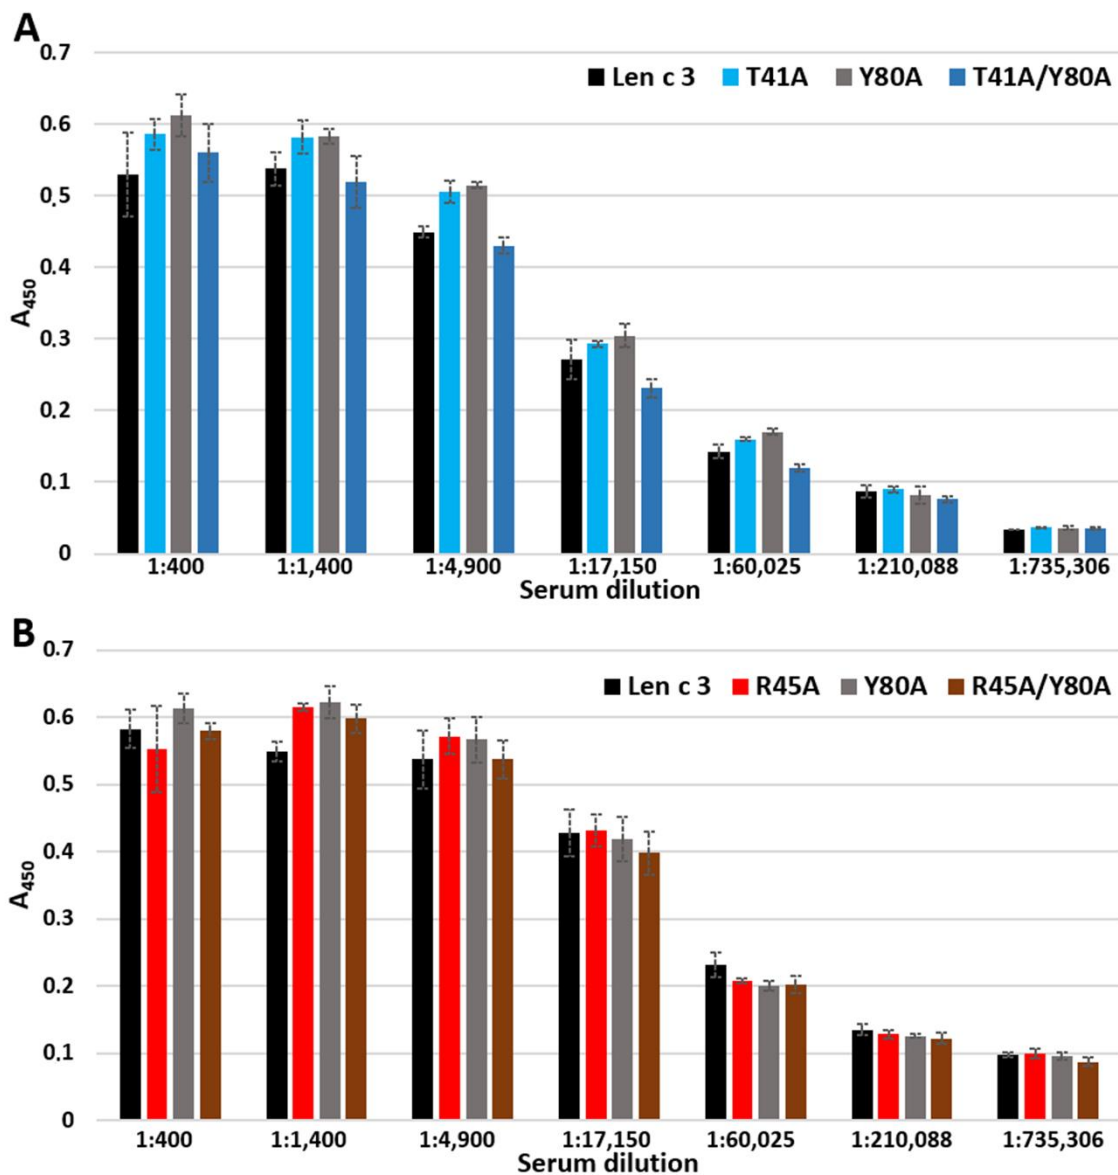 A
0.7
Len c 3 T41A Y80A T41A/Y80A
0.6
0.5
0.4
0.3
0.2
0.1
0
A450
1:400 1:1,400 1:4,900 1:17,150 1:60,025 1:210,088 1:735,306
Serum dilution
B
0.7
Len c 3 R45A Y80A R45A/Y80A
0.6
0.5
0.4
0.3
0.2
0.1
0
A450
1:400 1:1,400 1:4,900 1:17,150 1:60,025 1:210,088 1:735,306
Serum dilution